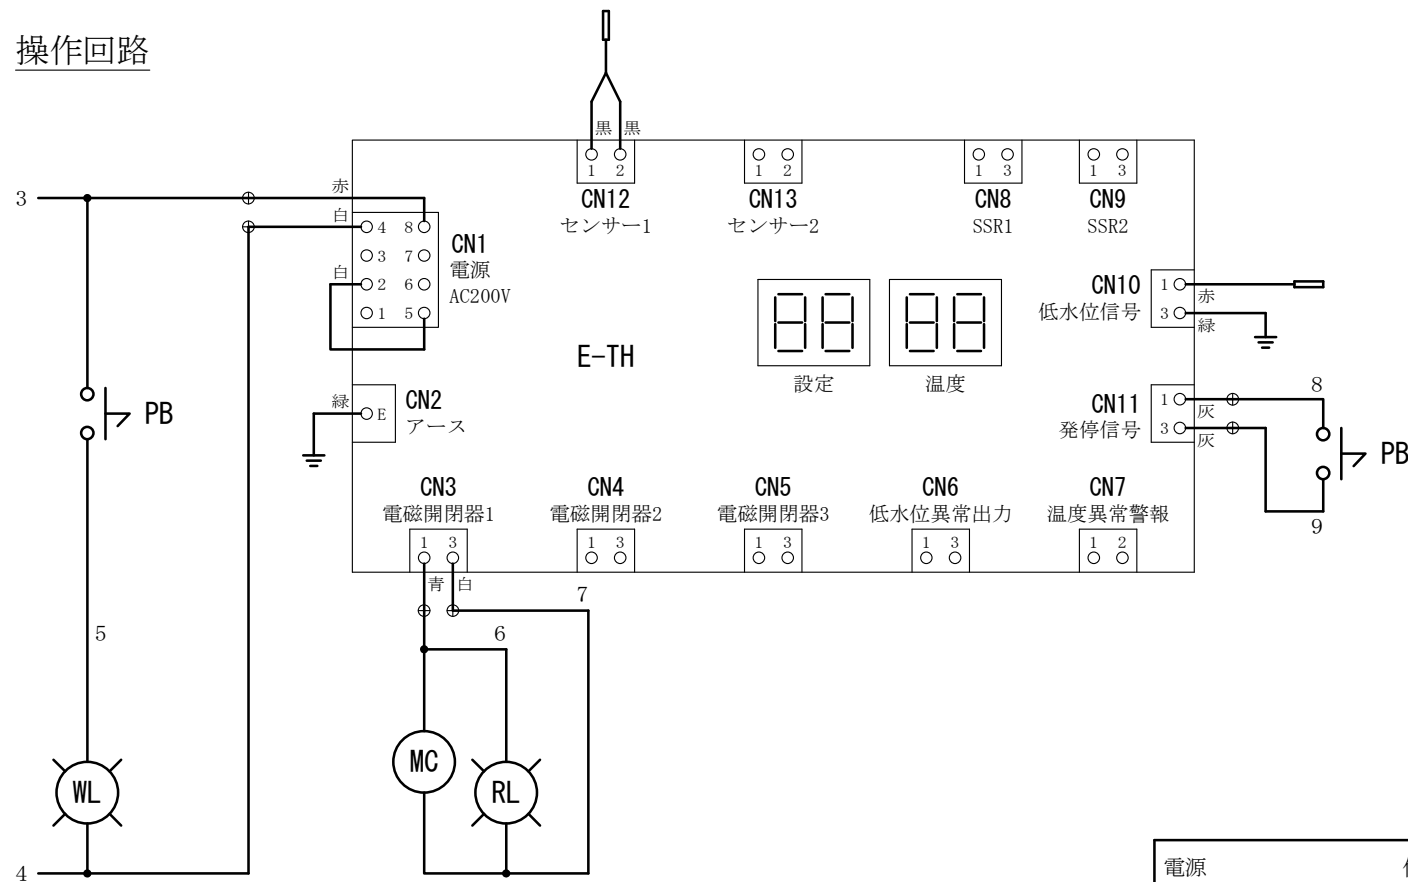 操作回路
黒 黒
1 2
CN12
センサー1
1 2
CN13
センサー2
1 3
CN8
SSR1
1 3
CN9
SSR2
3
赤
白
4 8
3 7
白
2 6
1 5
CN1
電源
AC200V
E-TH
設定
温度
CN10
低水位信号
1
赤
3
緑
CN11
発停信号
1
灰
3
灰
8
PB
9
緑
E
CN2
アース
PB
CN3
電磁開閉器1
1 3
青 白
CN4
電磁開閉器2
1 3
CN5
電磁開閉器3
1 3
CN6
低水位異常出力
1 3
CN7
温度異常警報
1 2
7
5
6
MC
WL
RL
4
電源